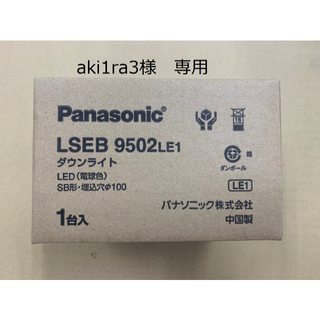 aki1ra3様 専用
Panasonic
LSEB 9502LE1
ダウンライト
LED(電球色)
SB形・埋込穴φ100
1台入
段ボール
LE1
パナソニック株式会社
中国製